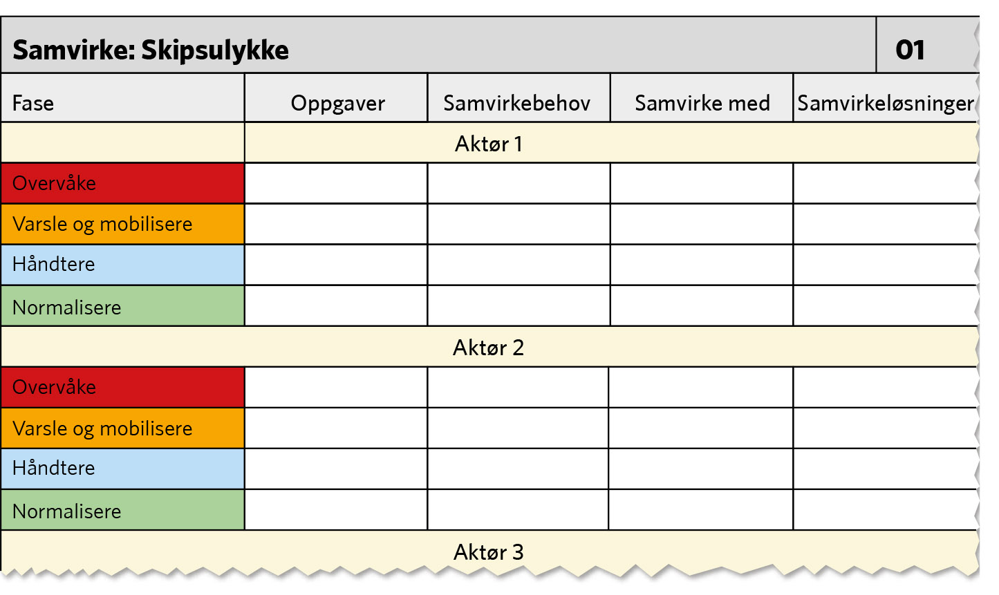 Samvirke: Skipsulykke 01
Fase Oppgaver Samvirkebehov Samvirke med Samvirkeløsninger
Aktør 1
Overvåke
Varsle og mobilisere
Håndtere
Normalisere
Aktør 2
Overvåke
Varsle og mobilisere
Håndtere
Normalisere
Aktør 3